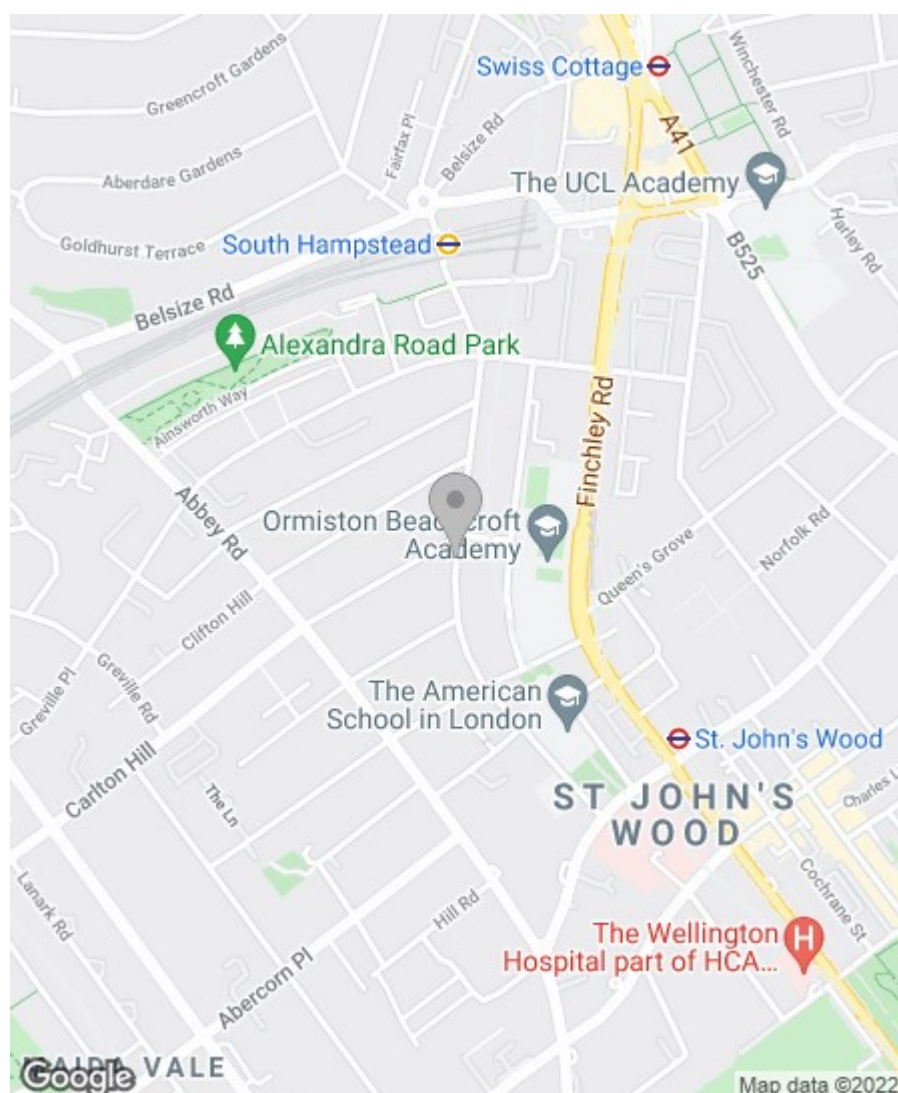 Greencroft Gardens
Swiss Cottage
Winchester Rd
A41
Fairfax Pl
Belsize Rd
Aberdare Gardens
The UCL Academy
Goldhurst Terrace
South Hampstead
Harley Rd
B525
Belsize Rd
Alexandra Road Park
Ainsworth Way
Finchley Rd
Abbey Rd
Ormiston
Academy
Norfolk Rd
Queen's Grove
Clifton Hill
Greville Pl
Greville Rd
The American
School in London
St. John's Wood
Carlton Hill
The Ln
ST JOHN'S
WOOD
Charles L
Cochrane St
Lanark Rd
Hill Rd
The Wellington
Hospital part of HCA...
Abercorn Pl
VALE
Google
Map data ©2022